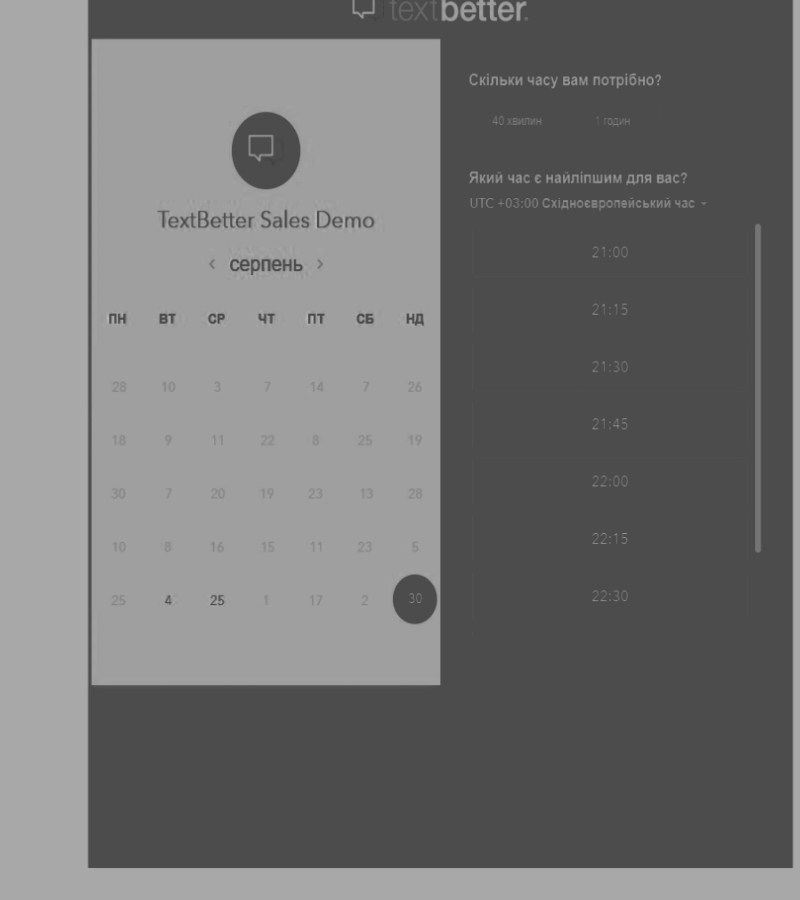 textbetter.
TextBetter Sales Demo
‹ серпень ›
ПН ВТ СР ЧТ ПТ СБ НД
28 10 3 7 14 7 26
18 9 11 22 8 25 19
30 7 20 19 23 13 28
10 8 16 15 11 23 5
25 4 25 1 17 2 30
Скільки часу вам потрібно?
40 хвилин 1 годин
Який час є найліпшим для вас?
UTC +03:00 Східноєвропейський час
21:00
21:15
21:30
21:45
22:00
22:15
22:30